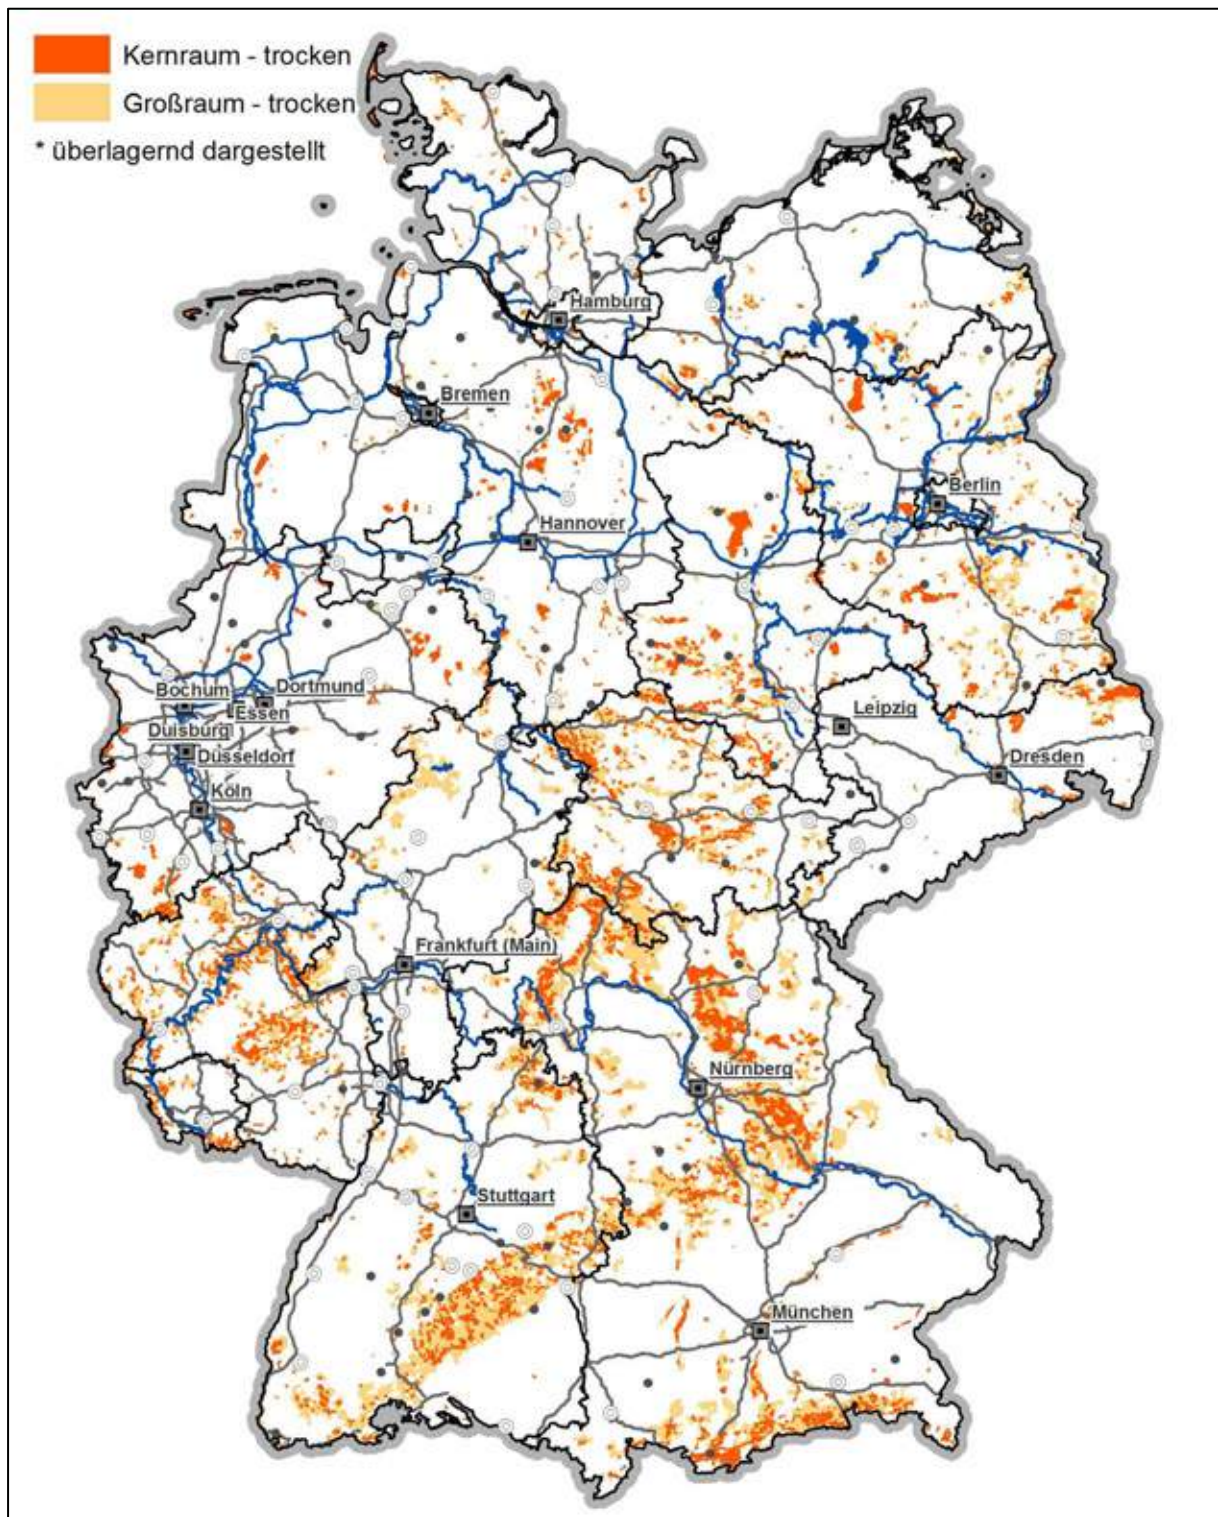 Kernraum - trocken
Großraum - trocken
* überlagernd dargestellt
Hamburg
Bremen
Berlin
Hannover
Bochum
Dortmund
Essen
Duisburg
Düsseldorf
Köln
Leipzig
Dresden
Frankfurt (Main)
Nürnberg
Stuttgart
München